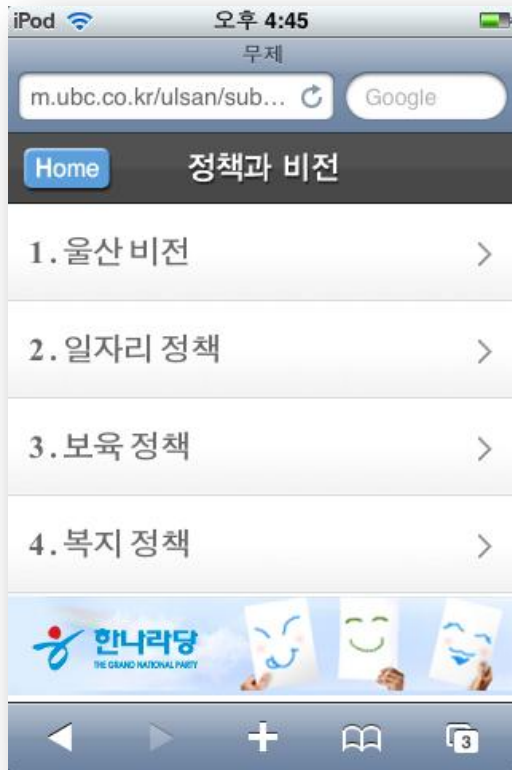 iPod 오후 4:45
무제
m.ubc.co.kr/ulsan/sub... Google
Home 정책과 비전
1.울산 비전
2.일자리 정책
3.보육 정책
4.복지 정책
한나라당
THE GRAND NATIONAL PARTY
3